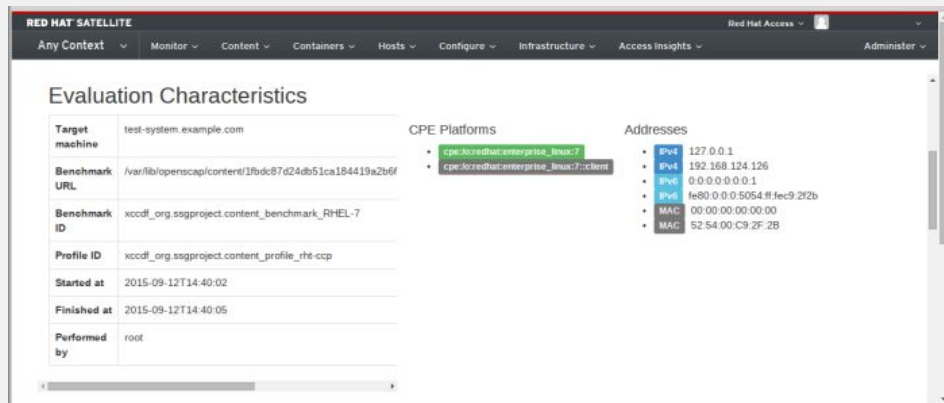 RED HAT SATELLITE
Red Hat Access
Any Context Monitor Content Containers Hosts Configure Infrastructure Access Insights Administer
Evaluation Characteristics
Target machine test-system.example.com
Benchmark URL /var/lib/openscap/content/1fbdc87d24db51ca184419a2b6f
Benchmark ID xccdf_org.ssgproject.content_benchmark_RHEL-7
Profile ID xccdf_org.ssgproject.content_profile_rht-ccp
Started at 2015-09-12T14:40:02
Finished at 2015-09-12T14:40:05
Performed by root
CPE Platforms
cpe:/o:redhat:enterprise_linux:7
cpe:/o:redhat:enterprise_linux:7::client
Addresses
IPv4 127.0.0.1
IPv4 192.168.124.126
IPv6 0:0:0:0:0:0:0:1
IPv6 fe80:0:0:0:5054:ff:fec9:2f2b
MAC 00:00:00:00:00:00
MAC 52:54:00:C9:2F:2B